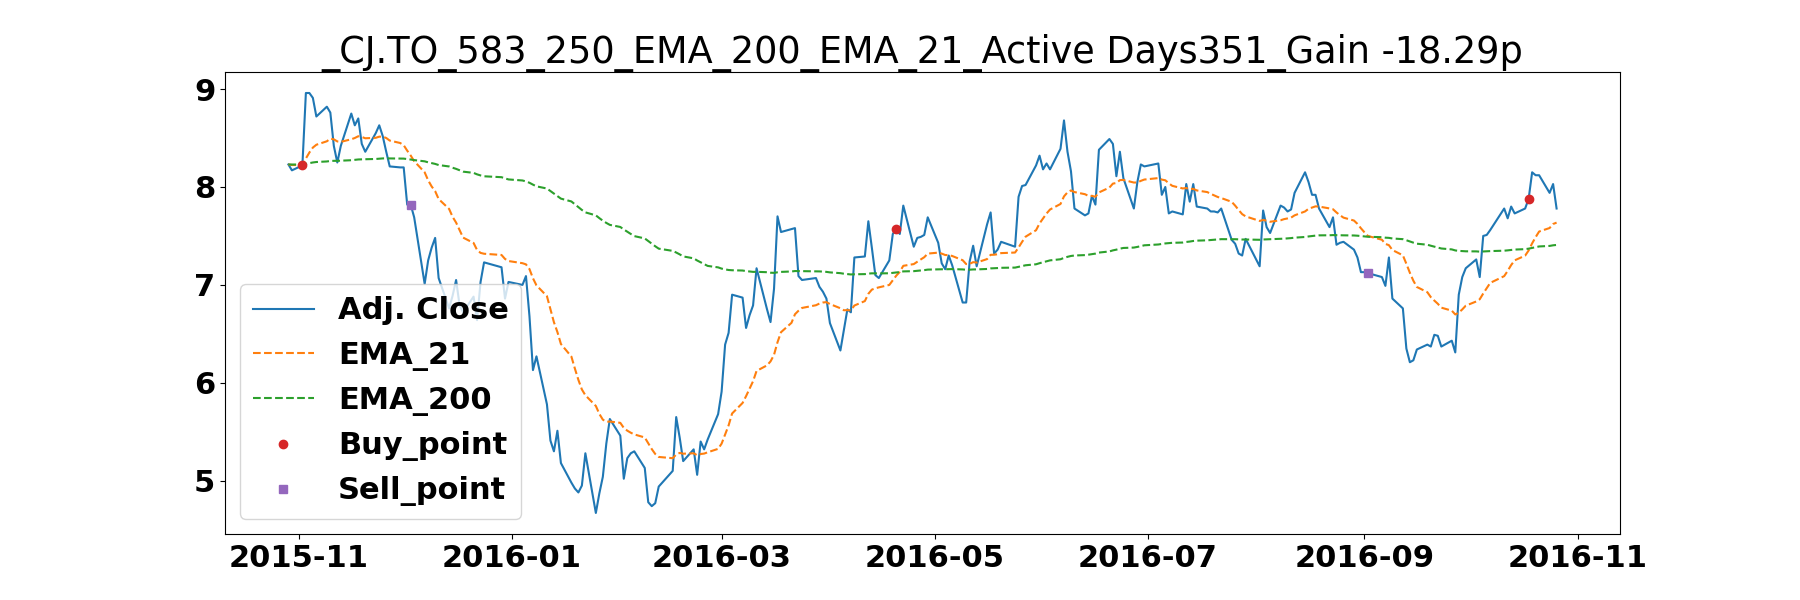 _CJ.TO_583_250_EMA_200_EMA_21_Active Days351_Gain -18.29p
9
8
7
6
5
Adj. Close
EMA_21
EMA_200
Buy_point
Sell_point
2015-11 2016-01 2016-03 2016-05 2016-07 2016-09 2016-11